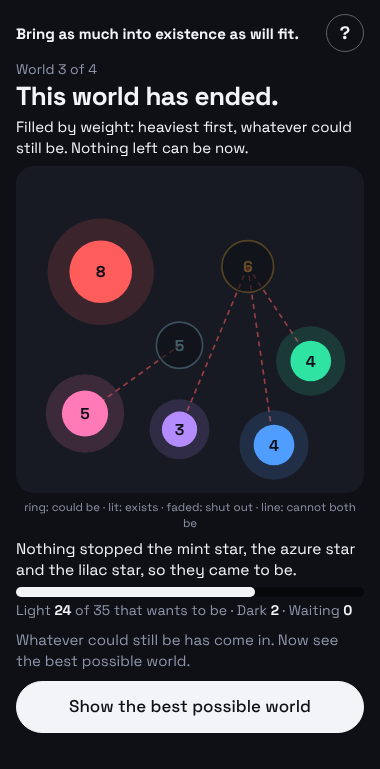 Bring as much into existence as will fit.
?
World 3 of 4
This world has ended.
Filled by weight: heaviest first, whatever could
still be. Nothing left can be now.
8
6
5
4
5
3
4
ring: could be · lit: exists · faded: shut out · line: cannot both
be
Nothing stopped the mint star, the azure star
and the lilac star, so they came to be.
Light 24 of 35 that wants to be · Dark 2 · Waiting 0
Whatever could still be has come in. Now see
the best possible world.
Show the best possible world